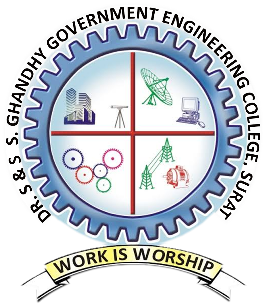 DR. S & S S. GHANDHY GOVERNMENT ENGINEERING COLLEGE, SURAT
WORK IS WORSHIP